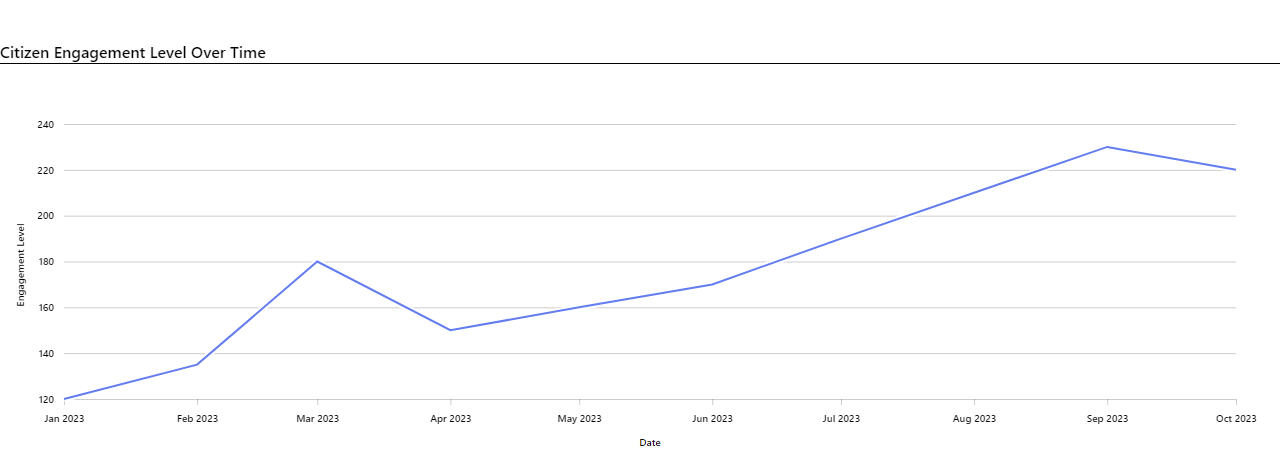 Citizen Engagement Level Over Time
240
220
200
180
160
140
120
Engagement Level
Jan 2023 Feb 2023 Mar 2023 Apr 2023 May 2023 Jun 2023 Jul 2023 Aug 2023 Sep 2023 Oct 2023
Date